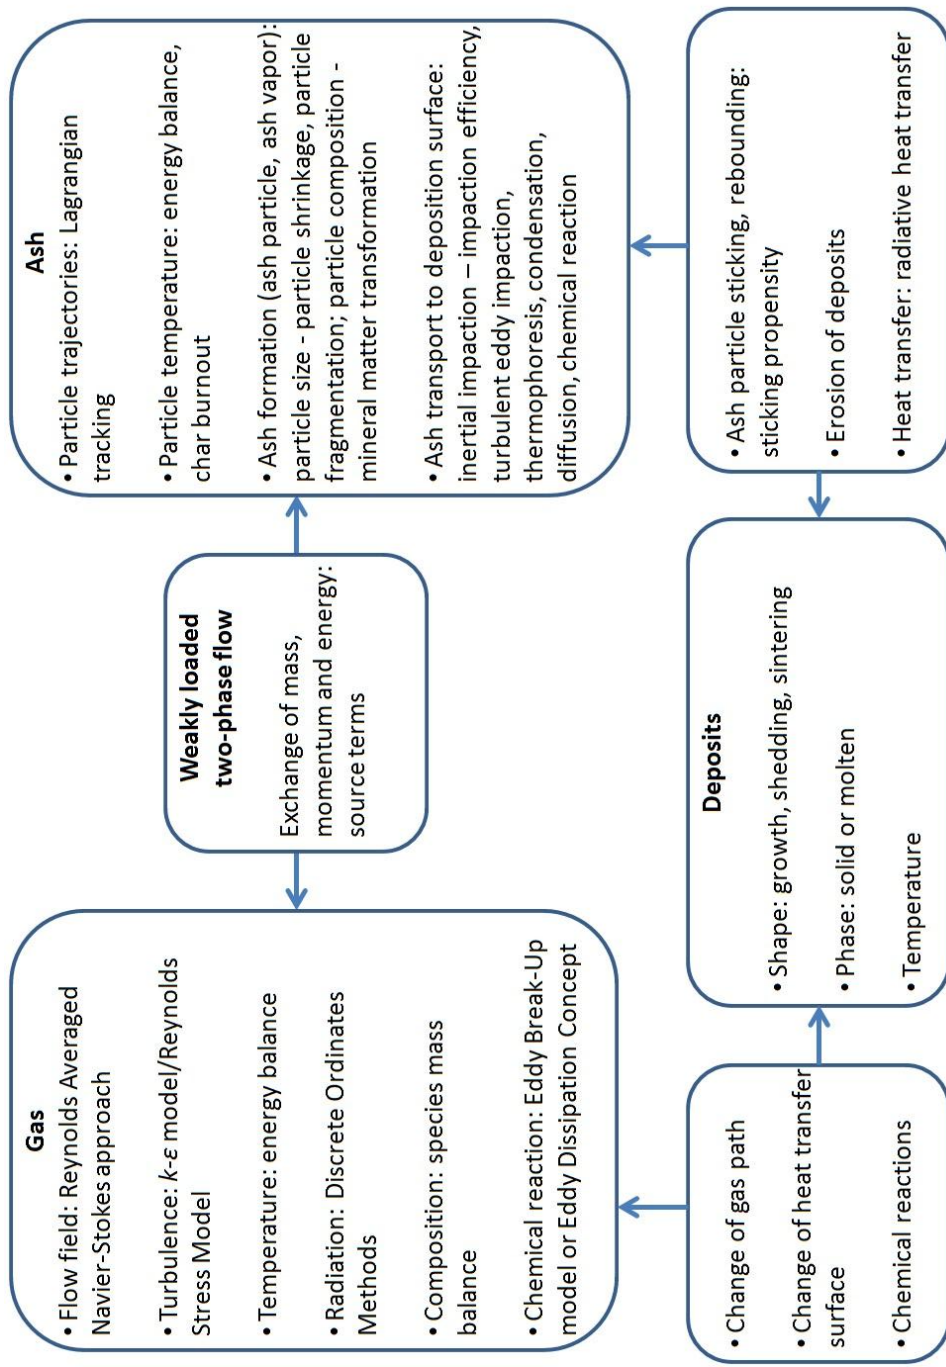 Gas
• Flow field: Reynolds Averaged
Navier-Stokes approach
• Turbulence: k-ε model/Reynolds
Stress Model
• Temperature: energy balance
• Radiation: Discrete Ordinates
Methods
• Composition: species mass
balance
• Chemical reaction: Eddy Break-Up
model or Eddy Dissipation Concept
Weakly loaded
two-phase flow
Exchange of mass,
momentum and energy:
source terms
Ash
• Particle trajectories: Lagrangian
tracking
• Particle temperature: energy balance,
char burnout
• Ash formation (ash particle, ash vapor):
particle size - particle shrinkage, particle
fragmentation; particle composition -
mineral matter transformation
• Ash transport to deposition surface:
inertial impaction – impaction efficiency,
turbulent eddy impaction,
thermophoresis, condensation,
diffusion, chemical reaction
• Change of gas path
• Change of heat transfer
surface
• Chemical reactions
Deposits
• Shape: growth, shedding, sintering
• Phase: solid or molten
• Temperature
• Ash particle sticking, rebounding:
sticking propensity
• Erosion of deposits
• Heat transfer: radiative heat transfer